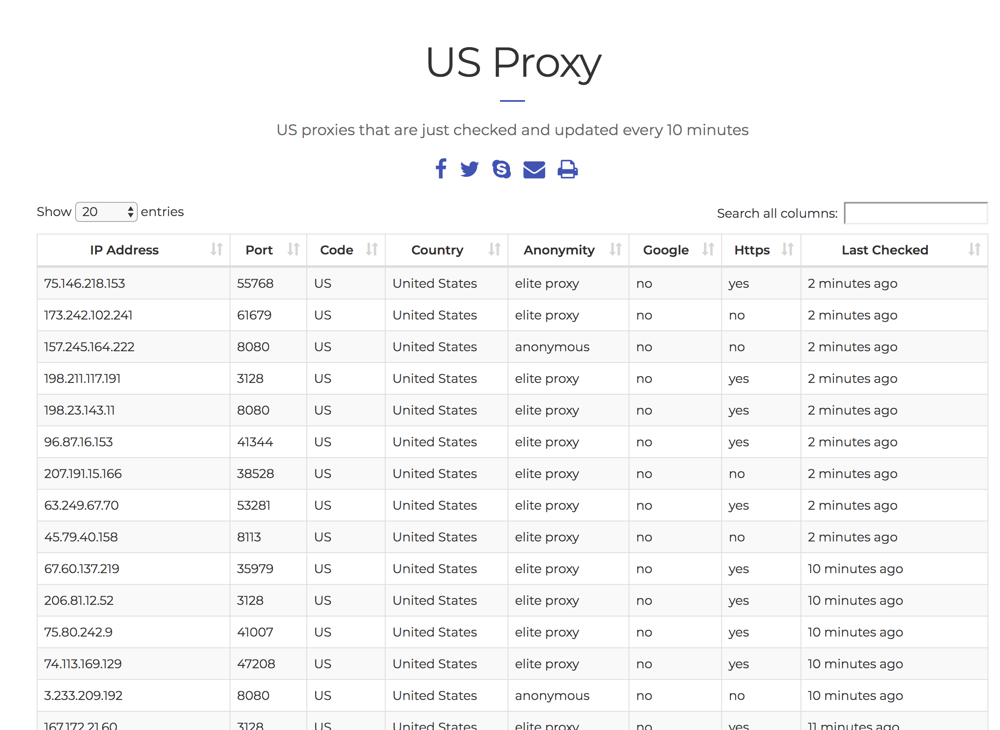 US Proxy
US proxies that are just checked and updated every 10 minutes
Show 20 entries Search all columns:
IP Address Port Code Country Anonymity Google Https Last Checked
75.146.218.153 55768 US United States elite proxy no yes 2 minutes ago
173.242.102.241 61679 US United States elite proxy no no 2 minutes ago
157.245.164.222 8080 US United States anonymous no no 2 minutes ago
198.211.117.191 3128 US United States elite proxy no yes 2 minutes ago
198.23.143.11 8080 US United States elite proxy no yes 2 minutes ago
96.87.16.153 41344 US United States elite proxy no yes 2 minutes ago
207.191.15.166 38528 US United States elite proxy no no 2 minutes ago
63.249.67.70 53281 US United States elite proxy no yes 2 minutes ago
45.79.40.158 8113 US United States elite proxy no no 2 minutes ago
67.60.137.219 35979 US United States elite proxy no yes 10 minutes ago
206.81.12.52 3128 US United States elite proxy no yes 10 minutes ago
75.80.242.9 41007 US United States elite proxy no yes 10 minutes ago
74.113.169.129 47208 US United States elite proxy no yes 10 minutes ago
3.233.209.192 8080 US United States anonymous no no 10 minutes ago
167.172.21.60 3128 US United States elite proxy no yes 11 minutes ago